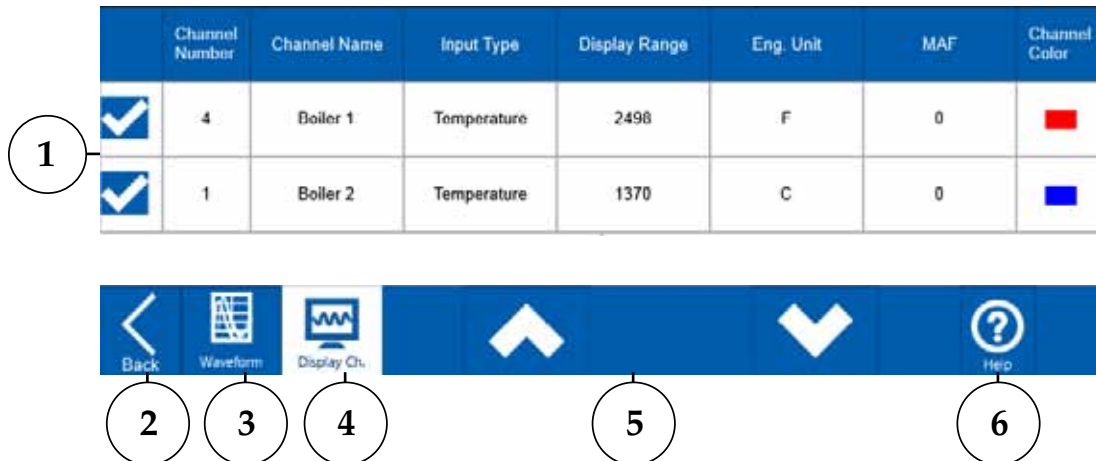 Channel Number Channel Name Input Type Display Range Eng. Unit MAF Channel Color
4 Boiler 1 Temperature 2498 F 0
1
1 Boiler 2 Temperature 1370 C 0
Back Waveform Display Ch. Help
2 3 4 5 6